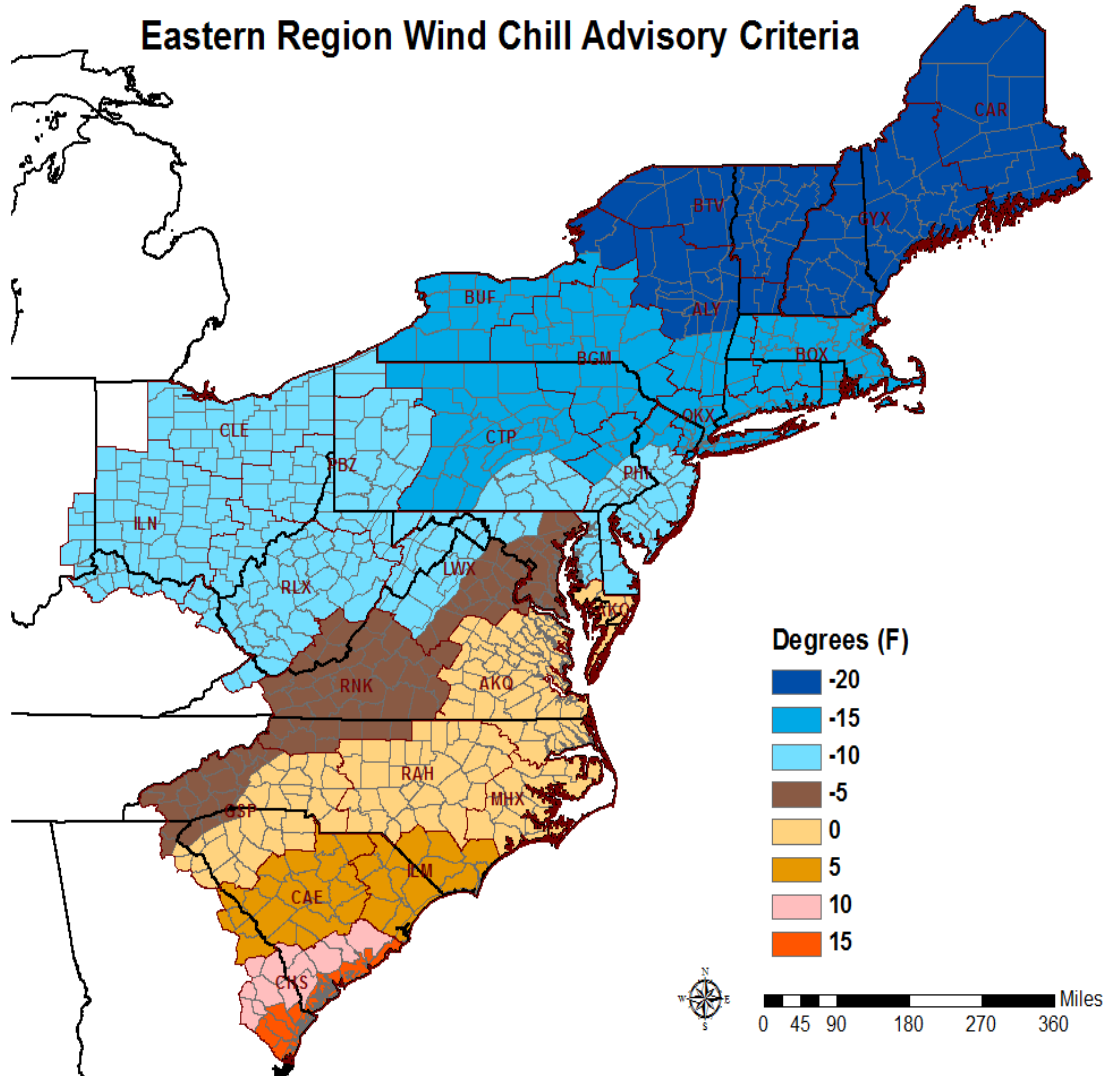 Eastern Region Wind Chill Advisory Criteria
CAR
BTV
GYX
BUF
ALY
BGM
BOX
CLE
CTP
OKX
PBZ
PHI
ILN
LWX
RLX
AKQ
RNK
AKQ
RAH
MHX
GSP
CAE
ILM
CHS
Degrees (F)
-20
-15
-10
-5
0
5
10
15
N
W E
S
Miles
0 45 90 180 270 360